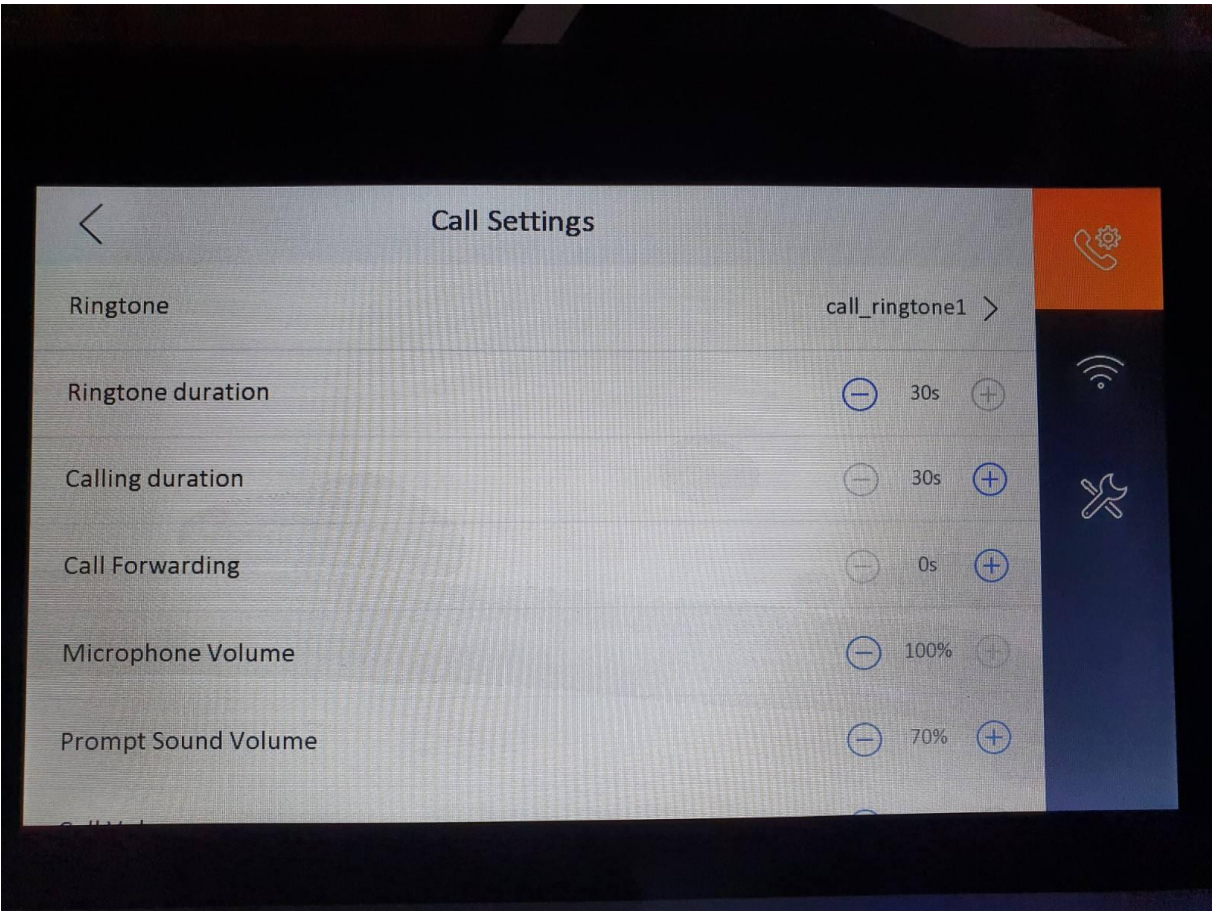 Call Settings
Ringtone call_ringtone1
Ringtone duration 30s
Calling duration 30s
Call Forwarding 0s
Microphone Volume 100%
Prompt Sound Volume 70%